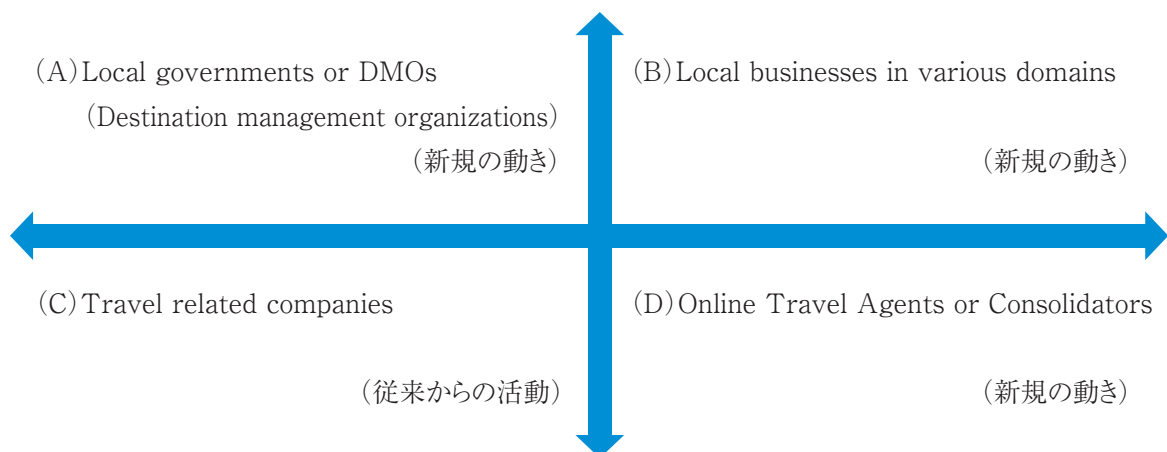 (A)Local governments or DMOs
(Destination management organizations)
(新規の動き)
(B)Local businesses in various domains
(新規の動き)
(C)Travel related companies
(従来からの活動)
(D)Online Travel Agents or Consolidators
(新規の動き)